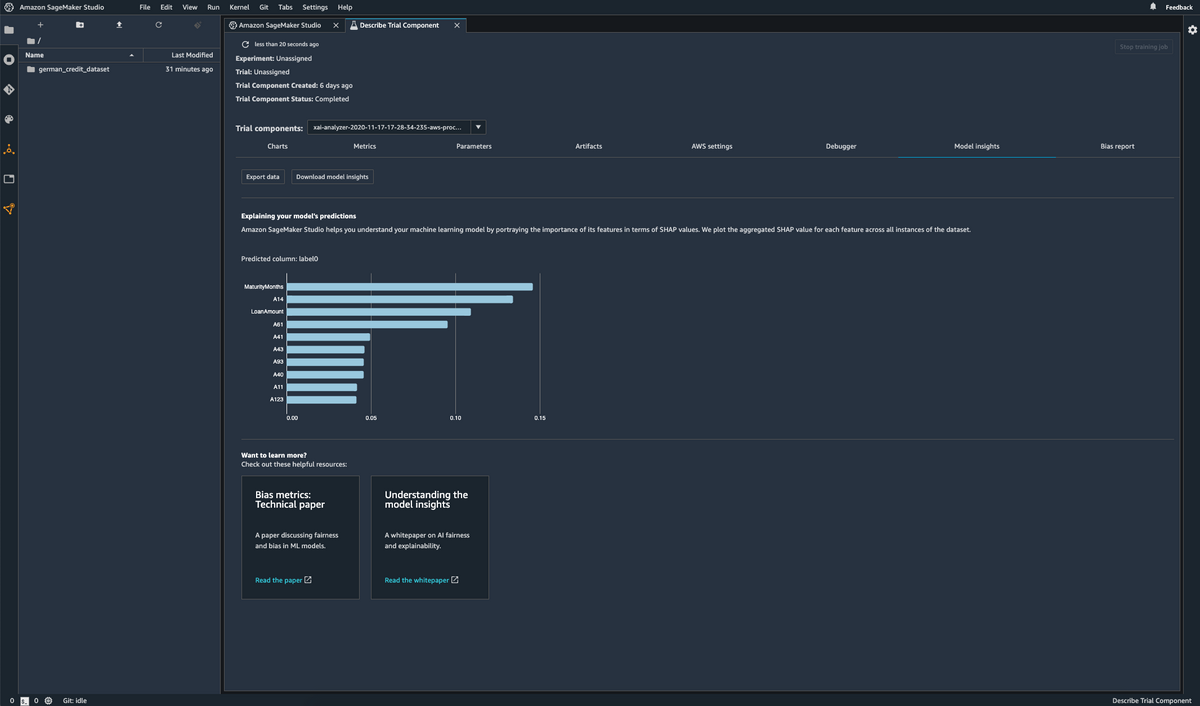 Amazon SageMaker Studio File Edit View Run Kernel Git Tabs Settings Help Feedback
/
Name Last Modified
german_credit_dataset 31 minutes ago
Amazon SageMaker Studio Describe Trial Component
less than 20 seconds ago Stop training job
Experiment: Unassigned
Trial: Unassigned
Trial Component Created: 6 days ago
Trial Component Status: Completed
Trial components: xai-analyzer-2020-11-17-17-28-34-235-aws-proc...
Charts Metrics Parameters Artifacts AWS settings Debugger Model insights Bias report
Export data Download model insights
Explaining your model's predictions
Amazon SageMaker Studio helps you understand your machine learning model by portraying the importance of its features in terms of SHAP values. We plot the aggregated SHAP value for each feature across all instances of the dataset.
Predicted column: label0
MaturityMonths
A14
LoanAmount
A61
A41
A43
A93
A40
A11
A123
0.00 0.05 0.10 0.15
Want to learn more?
Check out these helpful resources:
Bias metrics:
Technical paper
A paper discussing fairness
and bias in ML models.
Read the paper
Understanding the
model insights
A whitepaper on AI fairness
and explainability.
Read the whitepaper
0 0 Git: idle Describe Trial Component